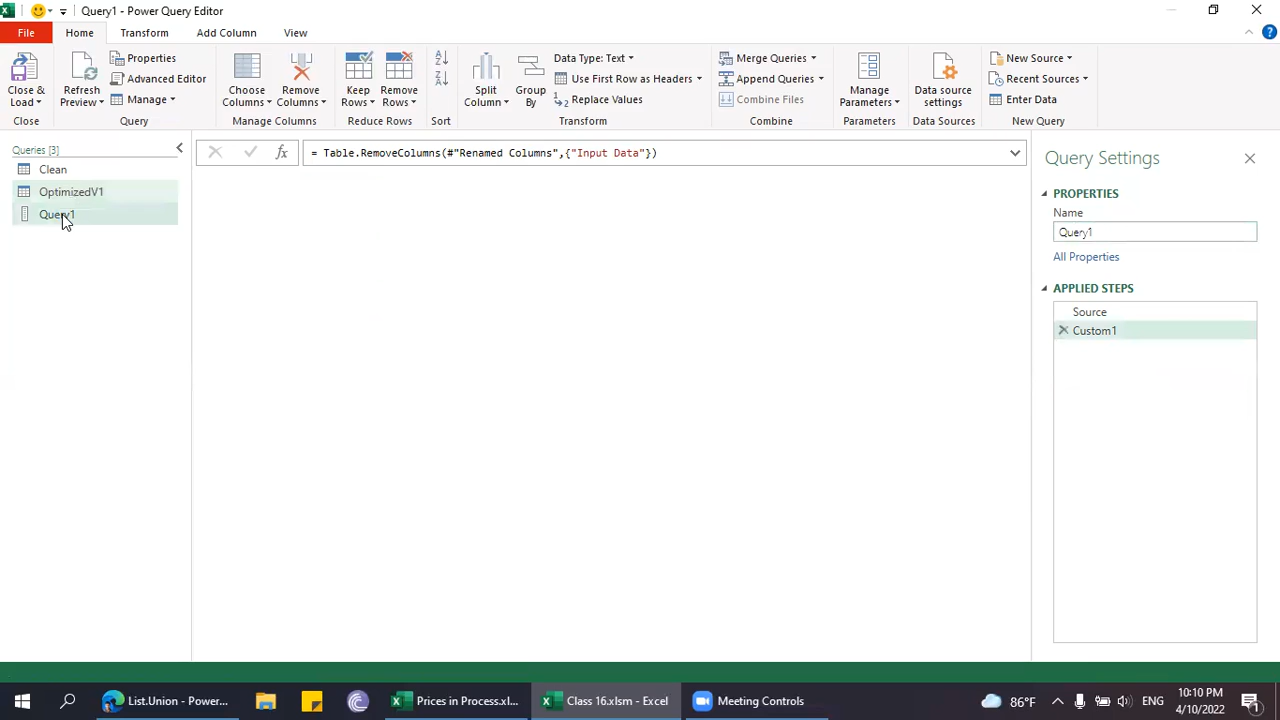 Query1 - Power Query Editor
File
Home
Transform
Add Column
View
Close &
Load
Close
Refresh
Preview
Properties
Advanced Editor
Manage
Query
Choose
Columns
Remove
Columns
Manage Columns
Keep
Rows
Remove
Rows
Reduce Rows
Sort
Split
Column
Group
By
Data Type: Text
Use First Row as Headers
Replace Values
Transform
Merge Queries
Append Queries
Combine Files
Combine
Manage
Parameters
Parameters
Data source
settings
Data Sources
New Source
Recent Sources
Enter Data
New Query
Queries [3]
Clean
OptimizedV1
Query1
= Table.RemoveColumns(#"Renamed Columns",{"Input Data"})
Query Settings
PROPERTIES
Name
Query1
All Properties
APPLIED STEPS
Source
Custom1
List.Union - Powe...
Prices in Process.xl...
Class 16.xlsm - Excel
Meeting Controls
86°F
ENG
10:10 PM
4/10/2022